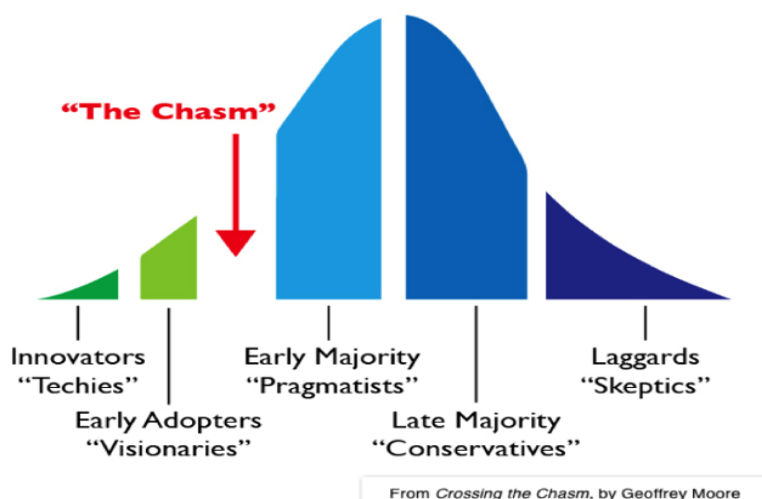 “The Chasm”
Innovators
“Techies”
Early Adopters
“Visionaries”
Early Majority
“Pragmatists”
Late Majority
“Conservatives”
Laggards
“Skeptics”
From Crossing the Chasm, by Geoffrey Moore